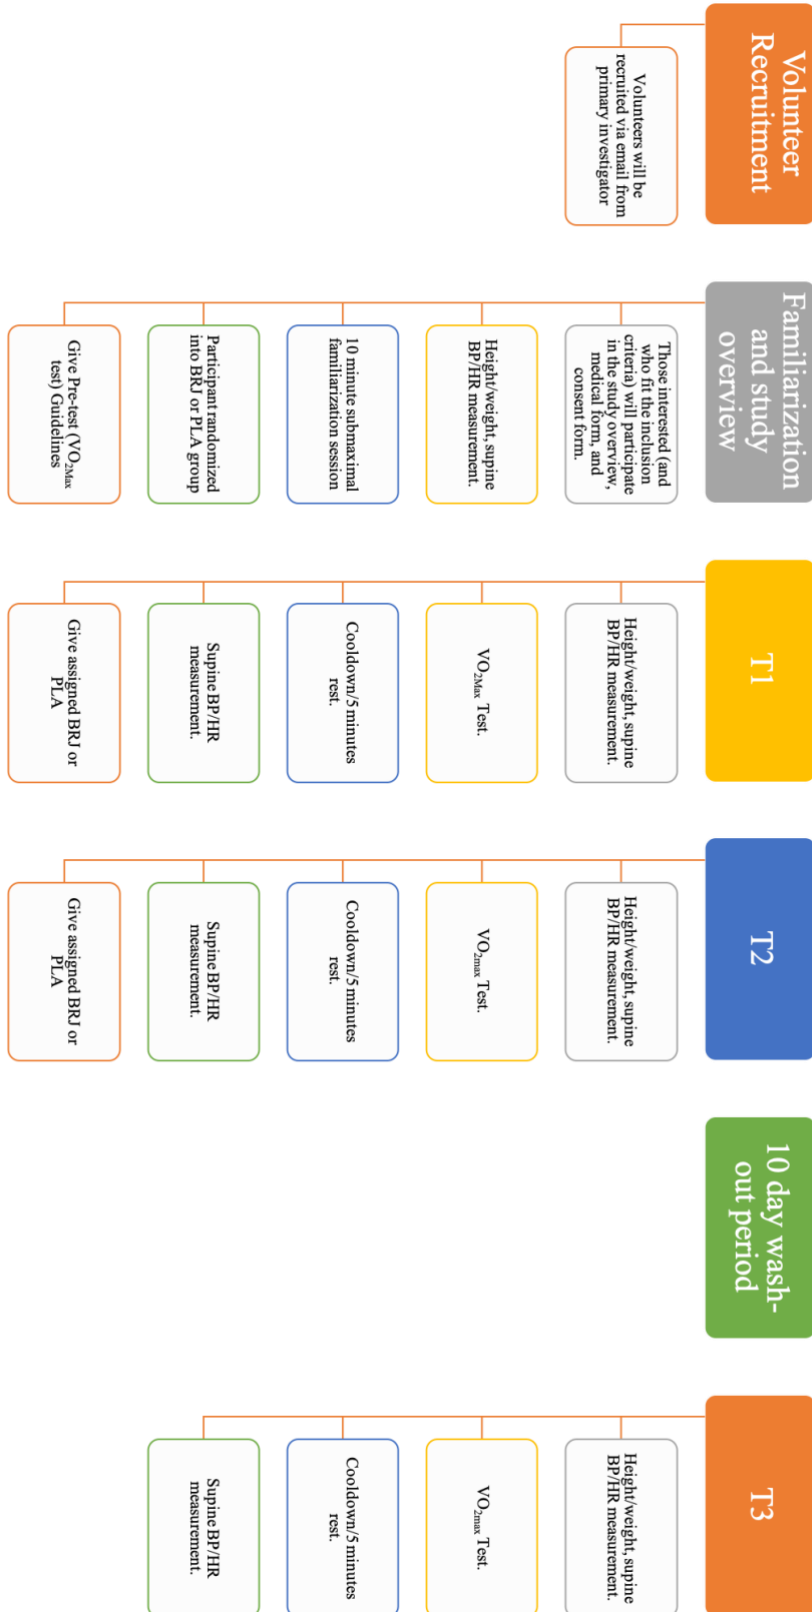 Volunteer
Recruitment
Volunteers will be
recruited via email from
primary investigator
Familiarization
and study
overview
Those interested (and
who fit the inclusion
criteria) will participate
in the study overview,
medical form, and
consent form.
Height/weight, supine
BP/HR measurement.
10 minute submaximal
familiarization session
Participant randomized
into BRJ or PLA group
Give Pre-test (VO2Max
test) Guidelines
T1
Height/weight, supine
BP/HR measurement.
VO2Max Test.
Cooldown/5 minutes
rest.
Supine BP/HR
measurement.
Give assigned BRJ or
PLA
T2
Height/weight, supine
BP/HR measurement.
VO2max Test.
Cooldown/5 minutes
rest.
Supine BP/HR
measurement.
Give assigned BRJ or
PLA
10 day wash-
out period
T3
Height/weight, supine
BP/HR measurement.
VO2max Test.
Cooldown/5 minutes
rest.
Supine BP/HR
measurement.